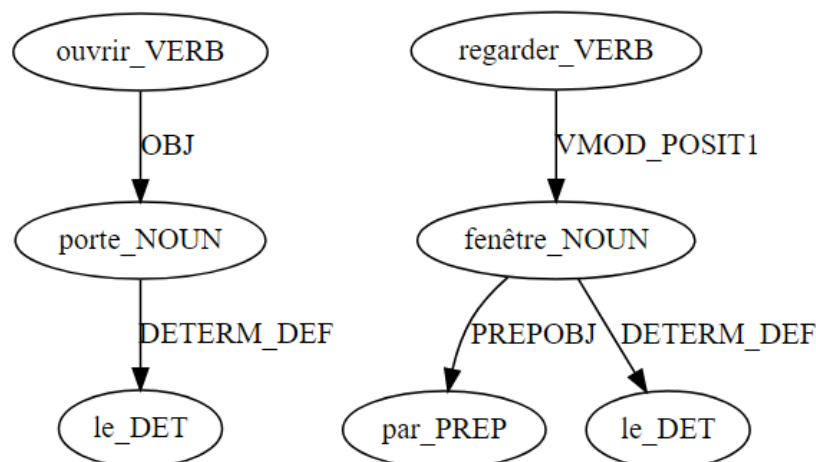 ouvrir_VERB regarder_VERB
OBJ VMOD_POSIT1
porte_NOUN fenêtre_NOUN
DETERM_DEF PREPOBJ DETERM_DEF
le_DET par_PREP le_DET